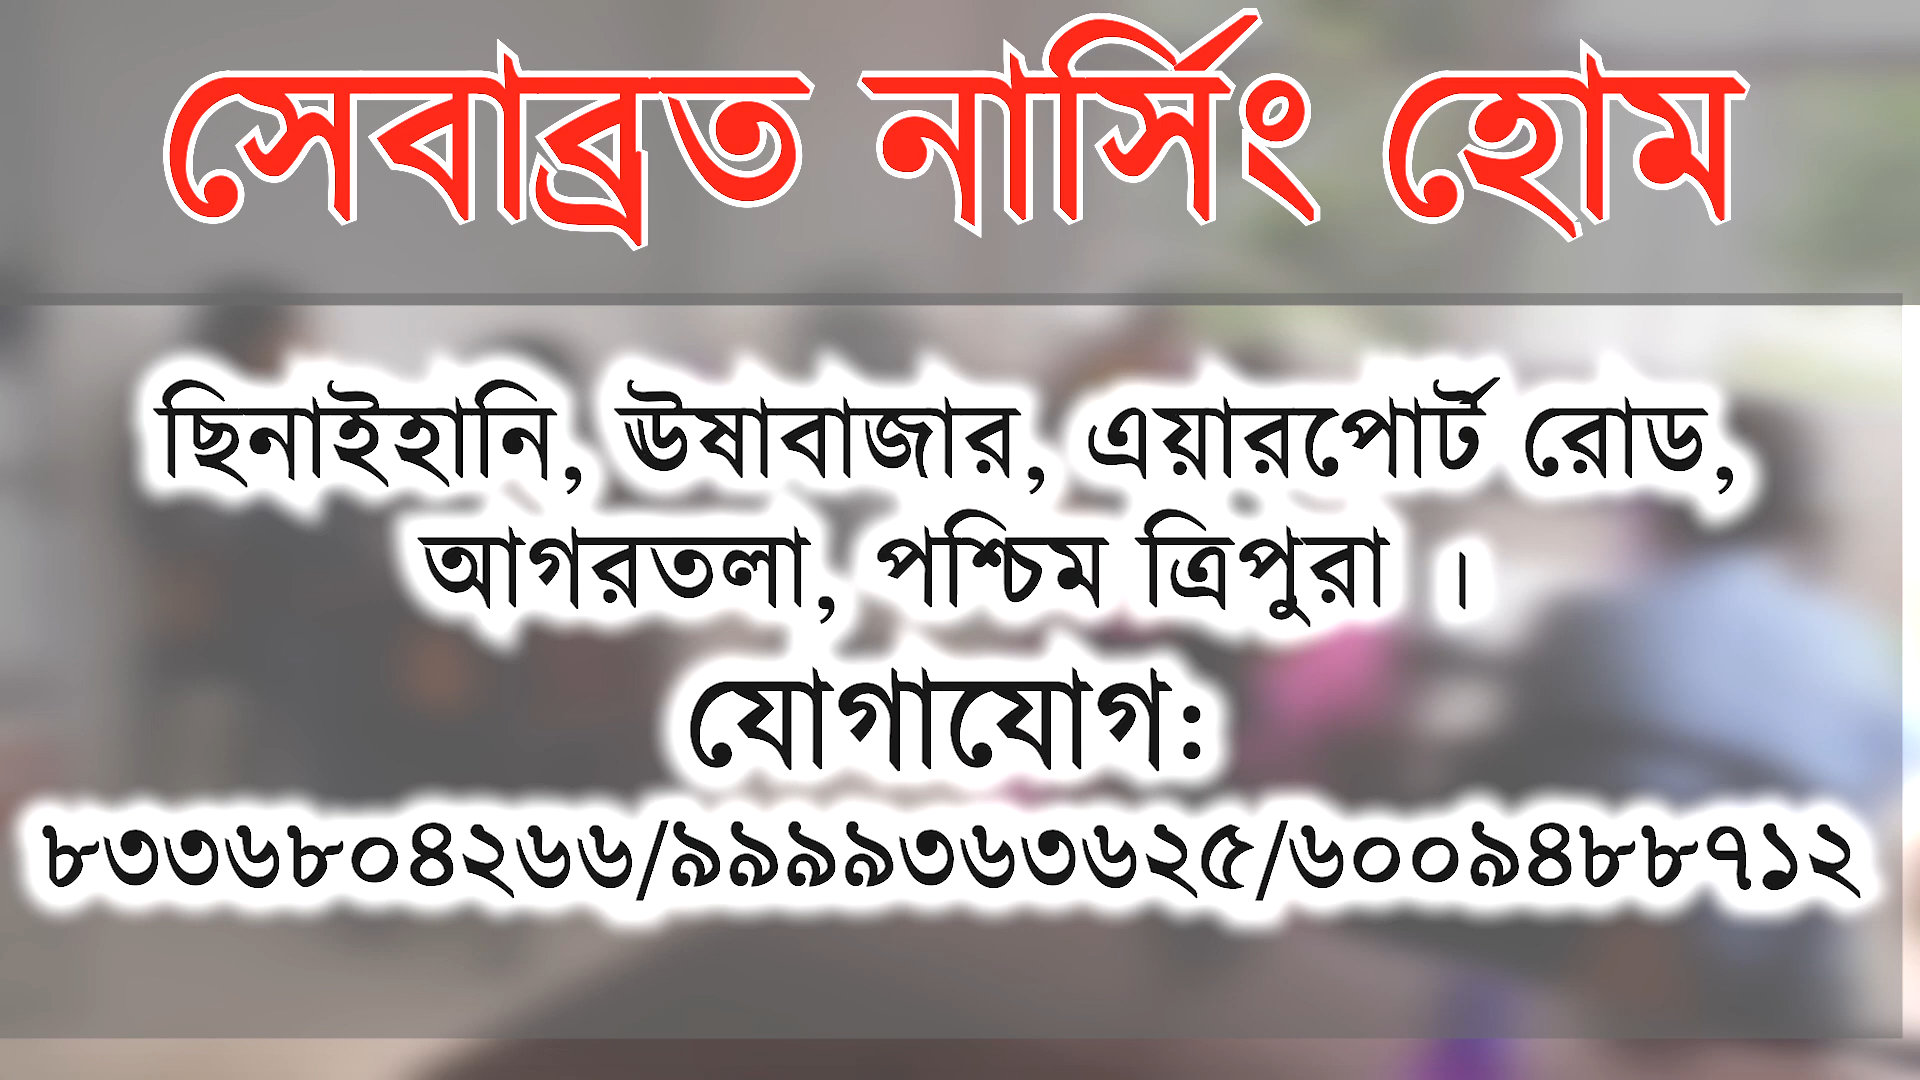 সেবাব্রত নার্সিং হোম
ছিনাইহানি, ঊষাবাজার, এয়ারপোর্ট রোড,
আগরতলা, পশ্চিম ত্রিপুরা ।
যোগাযোগ:
৮৩৩৬৮০৪২৬৬/৯৯৯৯৩৬৩৬২৫/৬০০৯৪৮৮৭১২